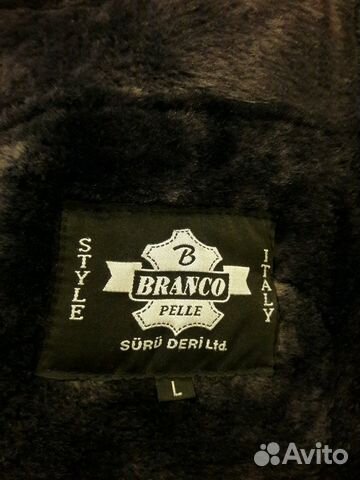 B
STYLE
BRANCO
ITALY
PELLE
SÜRÜ DERİ Ltd.
L
Avito